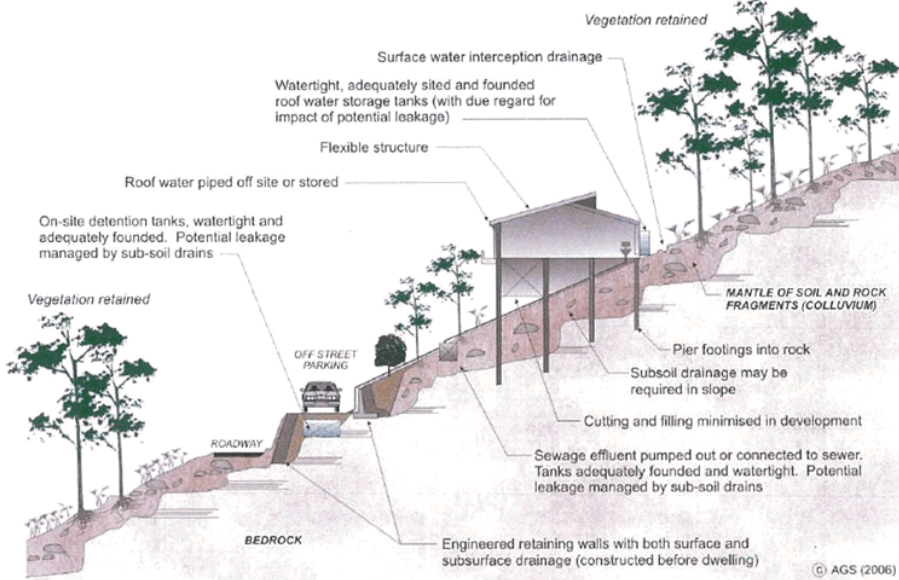 Vegetation retained
Surface water interception drainage
Watertight, adequately sited and founded
roof water storage tanks (with due regard for
impact of potential leakage)
Flexible structure
Roof water piped off site or stored
On-site detention tanks, watertight and
adequately founded. Potential leakage
managed by sub-soil drains
Vegetation retained
MANTLE OF SOIL AND ROCK
FRAGMENTS (COLLUVIUM)
OFF STREET
PARKING
Pier footings into rock
Subsoil drainage may be
required in slope
Cutting and filling minimised in development
ROADWAY
Sewage effluent pumped out or connected to sewer.
Tanks adequately founded and watertight. Potential
leakage managed by sub-soil drains
BEDROCK
Engineered retaining walls with both surface and
subsurface drainage (constructed before dwelling)
© AGS (2006)